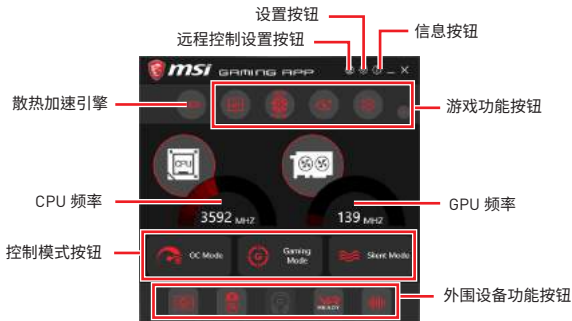 设置按钮
远程控制设置按钮
信息按钮
msi GAMING APP
散热加速引擎
游戏功能按钮
CPU
CPU 频率
3592 MHZ
139 MHZ
GPU 频率
控制模式按钮
OC Mode
Gaming
Mode
Silent Mode
VR
READY
外围设备功能按钮